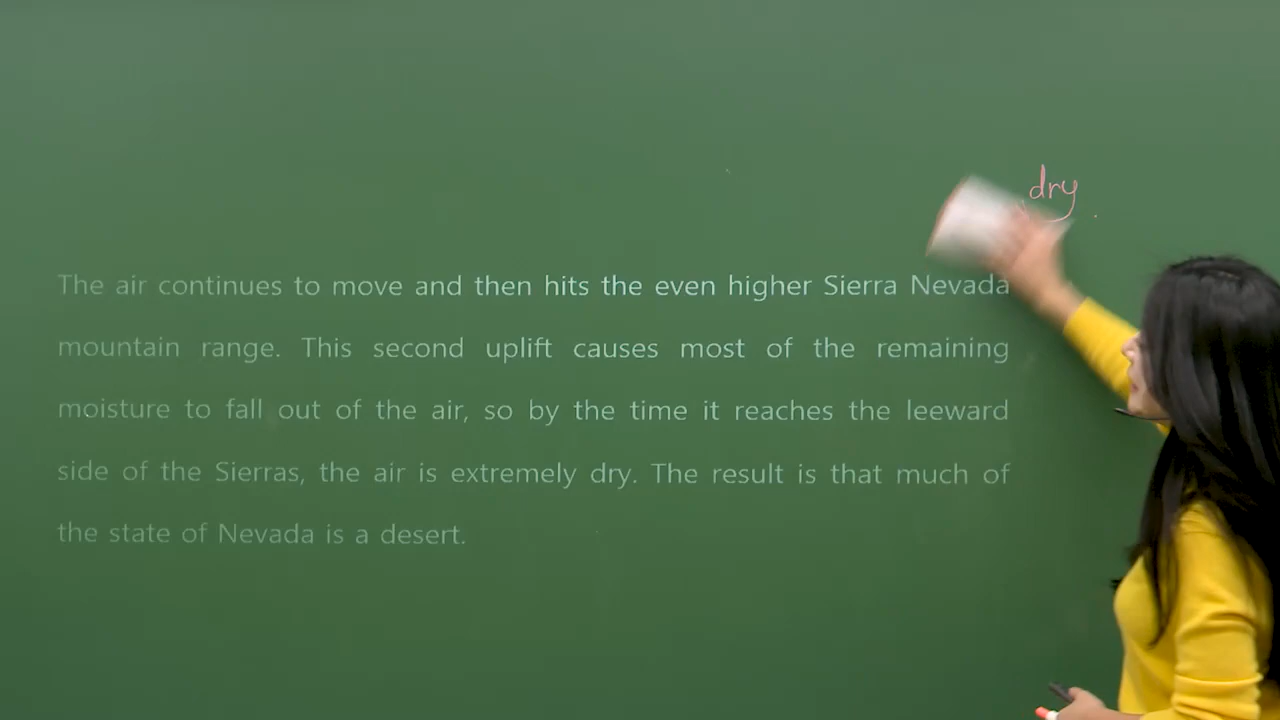 dry
The air continues to move and then hits the even higher Sierra Nevada
mountain range. This second uplift causes most of the remaining
moisture to fall out of the air, so by the time it reaches the leeward
side of the Sierras, the air is extremely dry. The result is that much of
the state of Nevada is a desert.